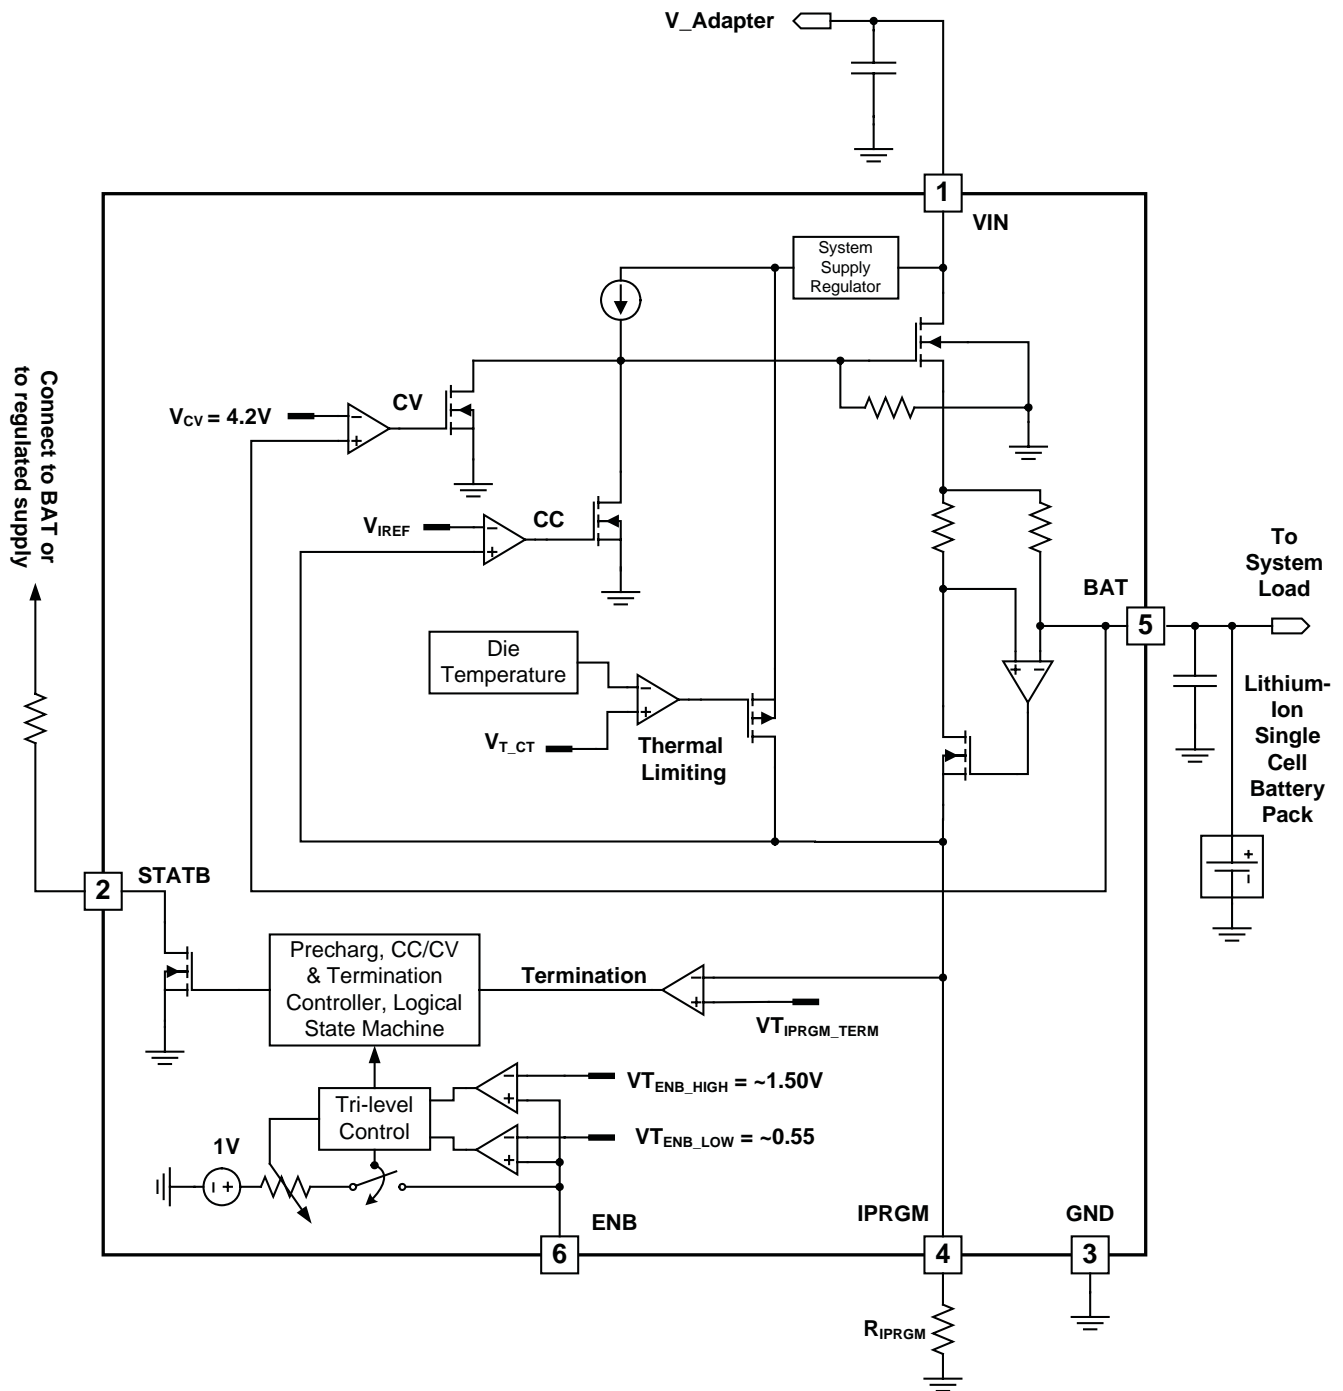 V_Adapter
1
VIN
System
Supply
Regulator
Connect to BAT or
to regulated supply
VCV = 4.2V
−
+
CV
VIREF
−
+
CC
To
System
Load
BAT
5
Die
Temperature
−
+
VT_CT
Thermal
Limiting
+
−
Lithium-
Ion
Single
Cell
Battery
Pack
+
−
2
STATB
Precharg, CC/CV
& Termination
Controller, Logical
State Machine
Termination
−
+
VTIPRGM_TERM
Tri-level
Control
−
+
VTENB_HIGH = ~1.50V
−
+
VTENB_LOW = ~0.55
1V
−
+
ENB
6
IPRGM
4
GND
3
RIPRGM